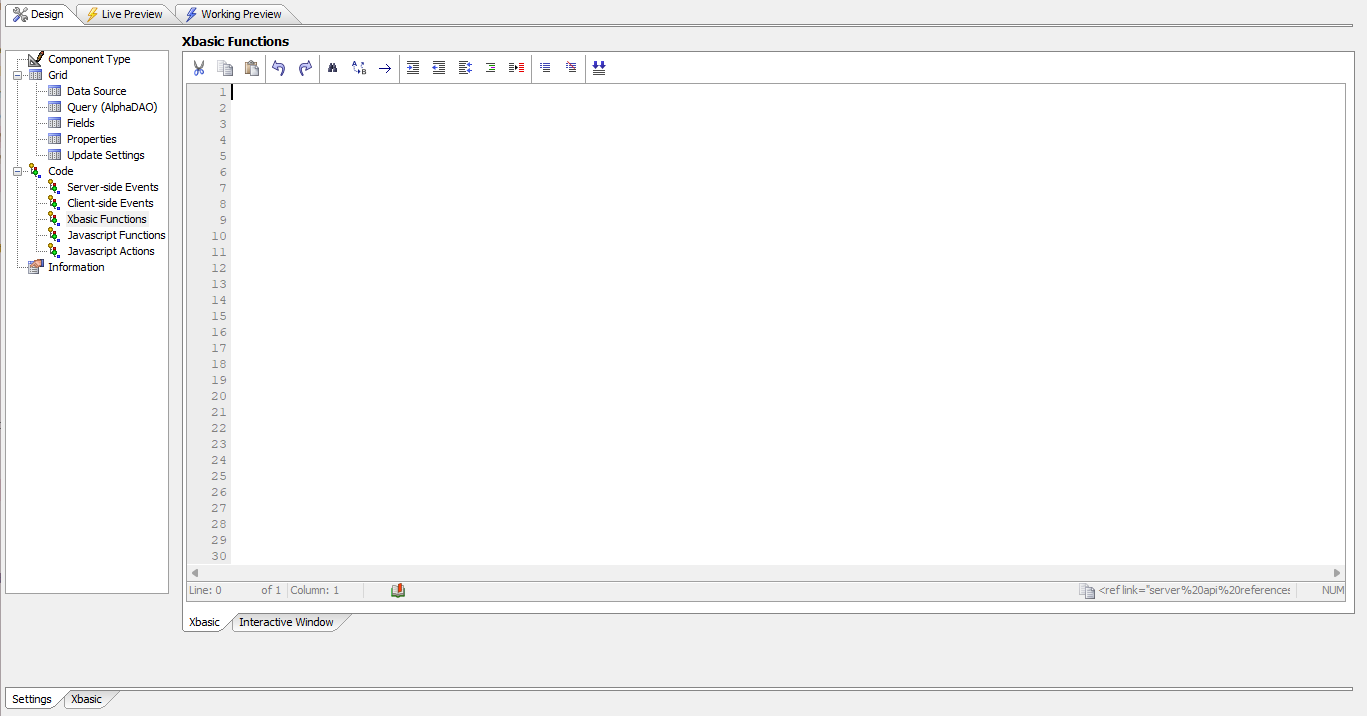 Design Live Preview Working Preview
Xbasic Functions
Component Type
Grid
Data Source
Query (AlphaDAO)
Fields
Properties
Update Settings
Code
Server-side Events
Client-side Events
Xbasic Functions
Javascript Functions
Javascript Actions
Information
1
2
3
4
5
6
7
8
9
10
11
12
13
14
15
16
17
18
19
20
21
22
23
24
25
26
27
28
29
30
Line: 0 of 1 Column: 1 <ref link="server%20api%20references NUM
Xbasic Interactive Window
Settings Xbasic